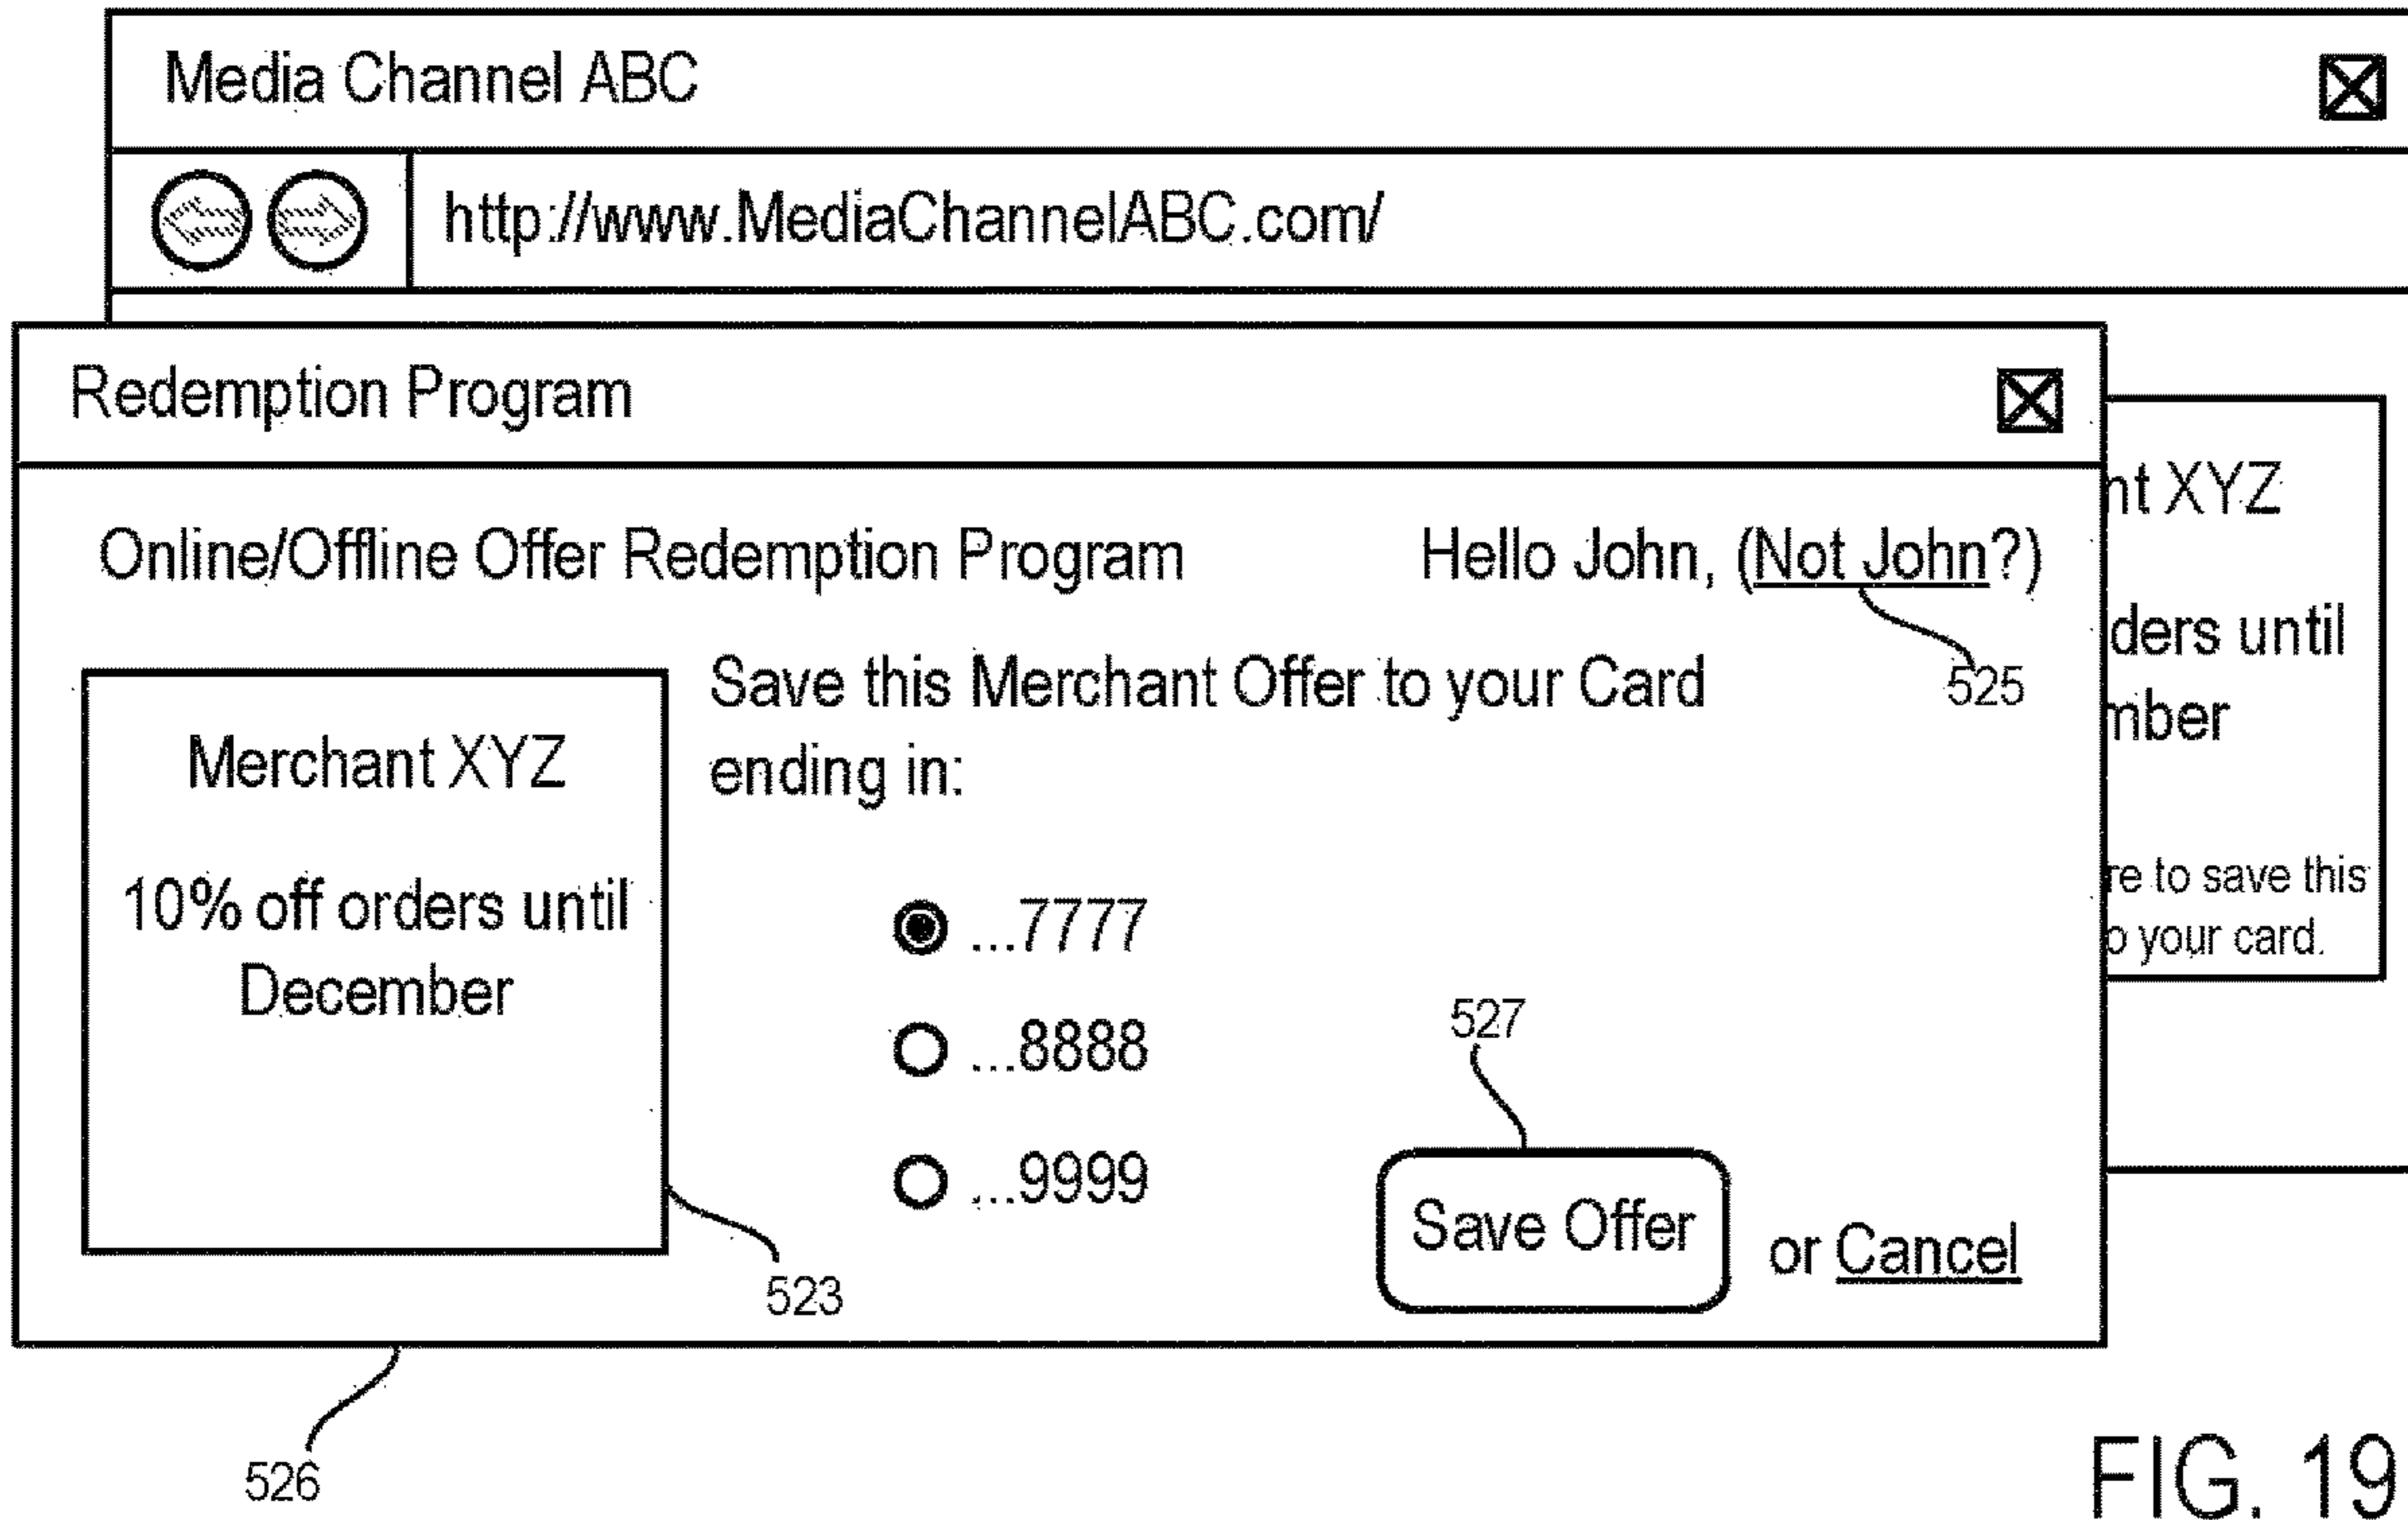 Media Channel ABC
http://www.MediaChannelABC.com/
Redemption Program
Online/Offline Offer Redemption Program
Hello John, (Not John?)
525
Merchant XYZ
10% off orders until
December
523
Save this Merchant Offer to your Card
ending in:
...7777
...8888
...9999
527
Save Offer
or Cancel
nt XYZ
ders until
mber
re to save this
o your card.
526
FIG. 19